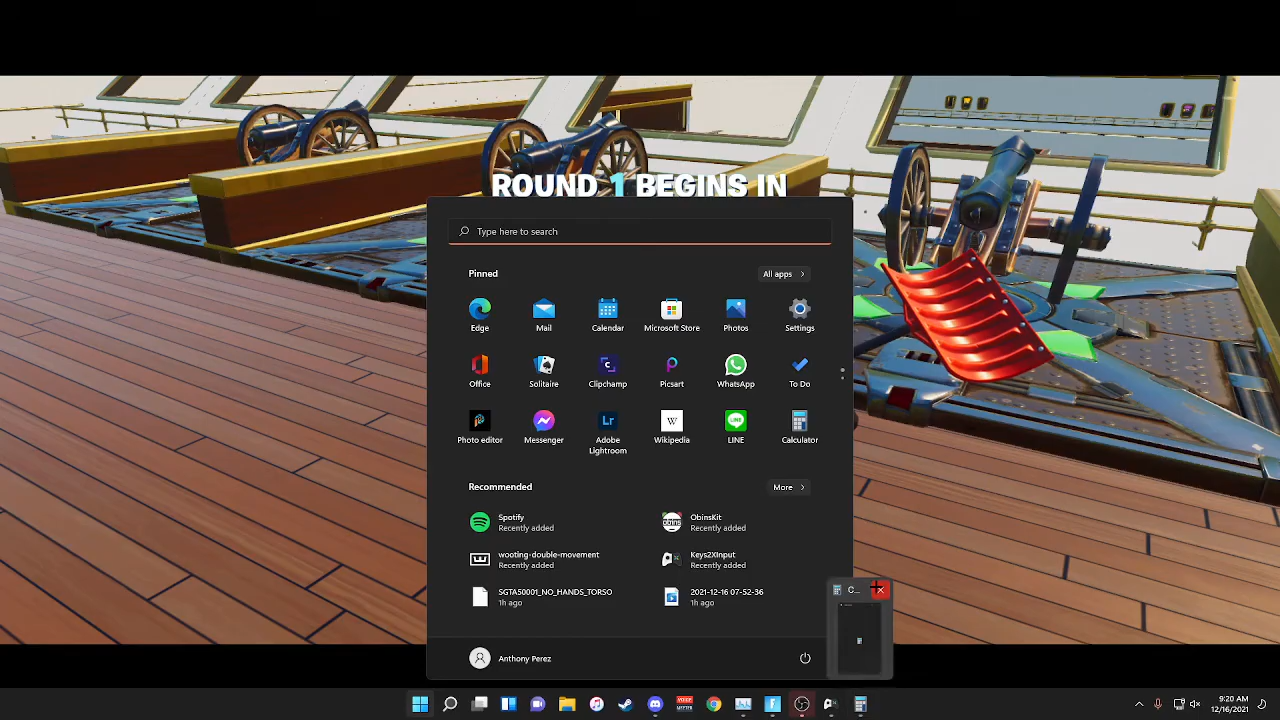 ROUND 1 BEGINS IN
Type here to search
Pinned
All apps
Edge
Mail
Calendar
Microsoft Store
Photos
Settings
Office
Solitaire
Clipchamp
Picsart
WhatsApp
To Do
Photo editor
Messenger
Adobe
Lightroom
Wikipedia
LINE
Calculator
Recommended
More
Spotify
Recently added
ObinsKit
Recently added
wooting-double-movement
Recently added
Keys2XInput
Recently added
SGTAS0001_NO_HANDS_TORSO
1h ago
2021-12-16 07-52-36
1h ago
C...
Anthony Perez
9:20 AM
12/16/2021